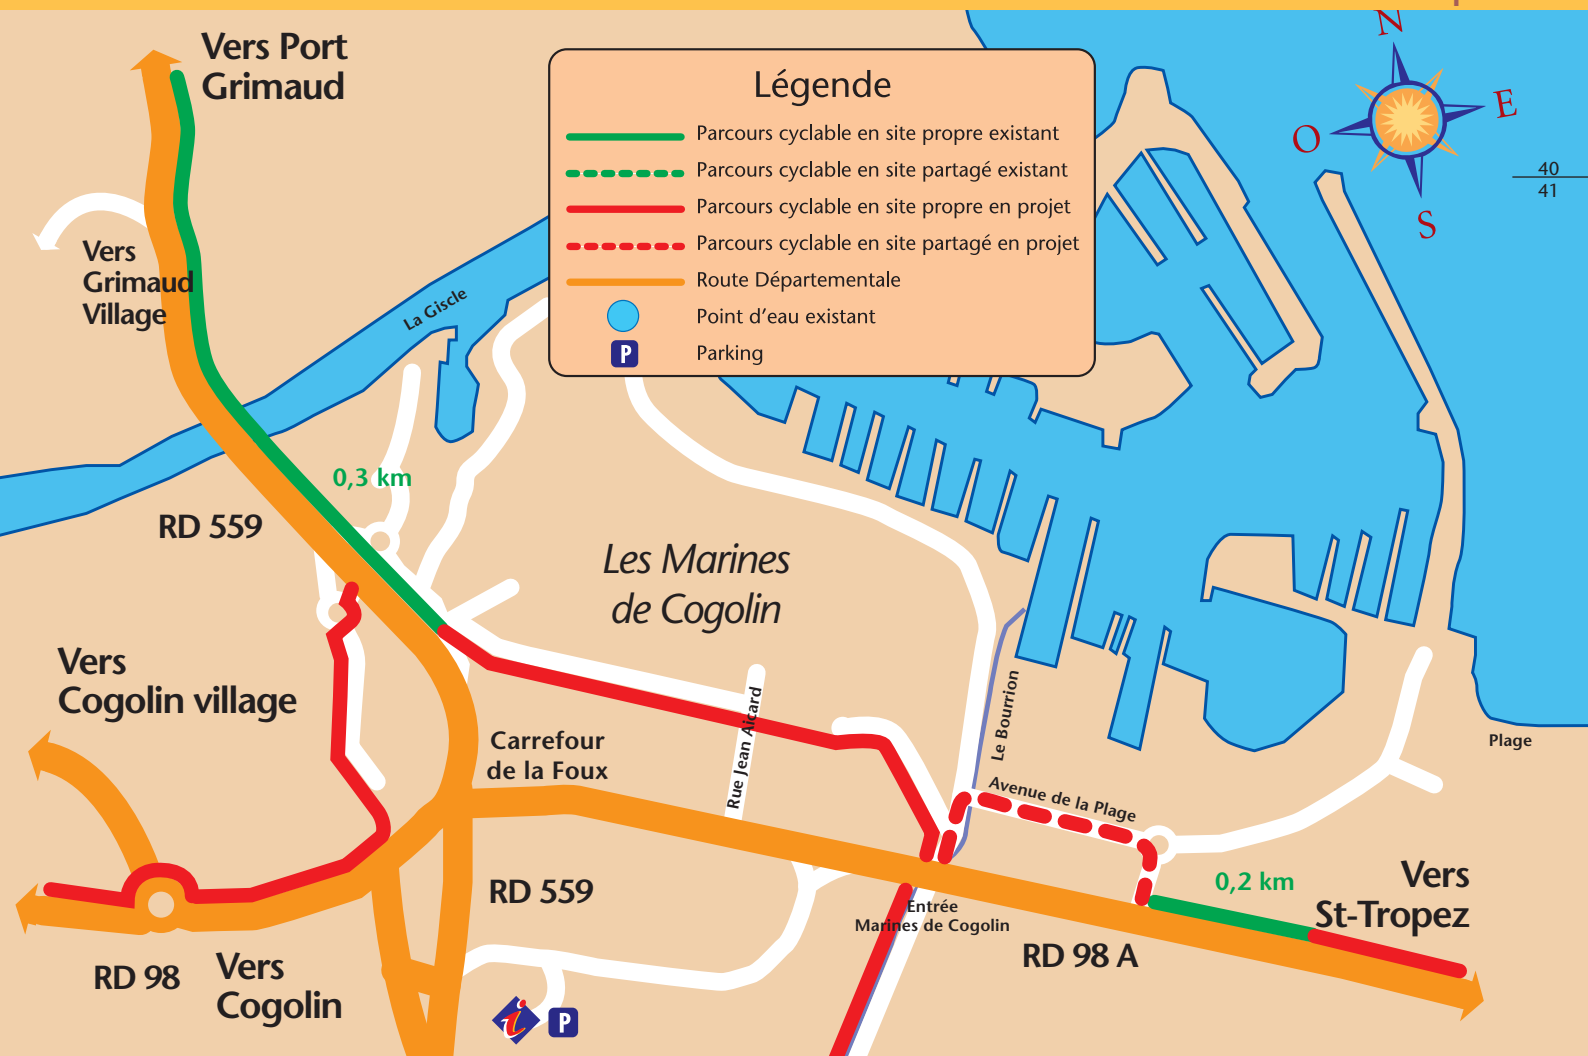 Vers Port
Grimaud
Légende
Parcours cyclable en site propre existant
Parcours cyclable en site partagé existant
Parcours cyclable en site propre en projet
Parcours cyclable en site partagé en projet
Route Départementale
Point d'eau existant
P Parking
N
E
O
S
40
41
Vers
Grimaud
Village
La Giscle
0,3 km
RD 559
Les Marines
de Cogolin
Vers
Cogolin village
Carrefour
de la Foux
Rue Jean Aicard
Le Bourrion
Avenue de la Plage
Plage
0,2 km
Vers
St-Tropez
RD 559
Entrée
Marines de Cogolin
RD 98 A
RD 98
Vers
Cogolin
i
P